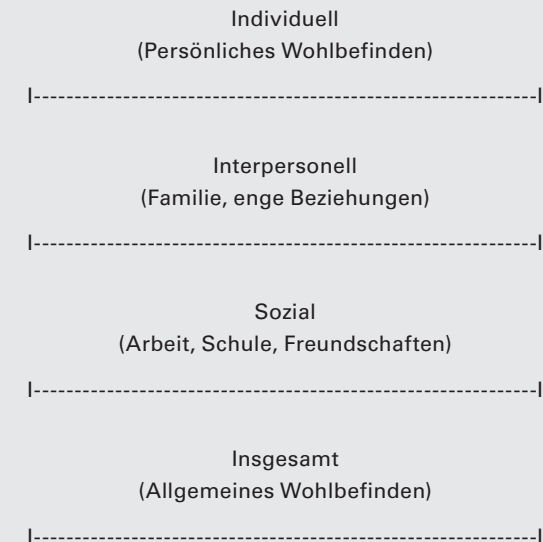 Individuell
(Persönliches Wohlbefinden)
I--------------------------------------------------------------I
Interpersonell
(Familie, enge Beziehungen)
I--------------------------------------------------------------I
Sozial
(Arbeit, Schule, Freundschaften)
I--------------------------------------------------------------I
Insgesamt
(Allgemeines Wohlbefinden)
I--------------------------------------------------------------I